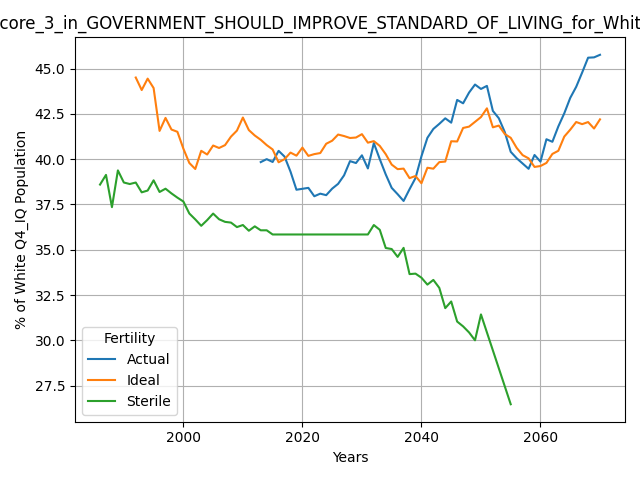 core_3_in_GOVERNMENT_SHOULD_IMPROVE_STANDARD_OF_LIVING_for_Whit
% of White Q4_IQ Population
45.0
42.5
40.0
37.5
35.0
32.5
30.0
27.5
Fertility
Actual
Ideal
Sterile
2000
2020
2040
2060
Years